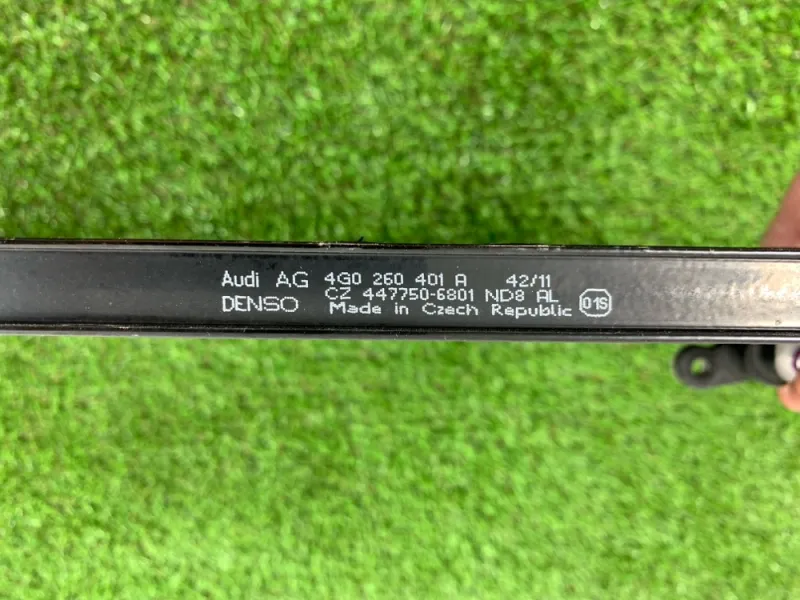 Audi AG 4G0 260 401 A 42/11
DENSO CZ 447750-6801 ND8 AL 01S
Made in Czech Republic